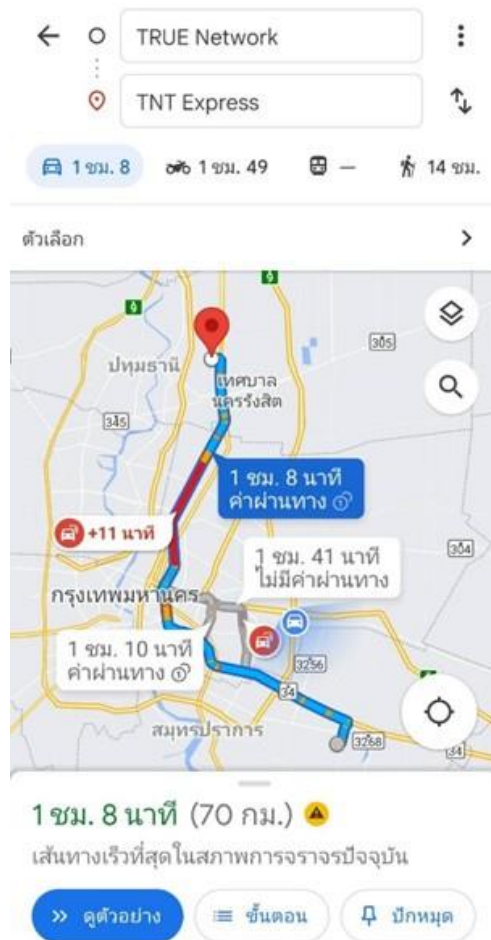 TRUE Network
TNT Express
1 ชม. 8
1 ชม. 49
—
14 ชม.
ตัวเลือก
9
9
305
ปทุมธานี
เทศบาล
นครรังสิต
345
1 ชม. 8 นาที
ค่าผ่านทาง
+11 นาที
1 ชม. 41 นาที
ไม่มีค่าผ่านทาง
304
กรุงเทพมหานคร
1 ชม. 10 นาที
ค่าผ่านทาง
3256
34
สมุทรปราการ
3268
34
1 ชม. 8 นาที (70 กม.)
เส้นทางเร็วที่สุดในสภาพการจราจรปัจจุบัน
ดูตัวอย่าง
ขั้นตอน
ปักหมุด